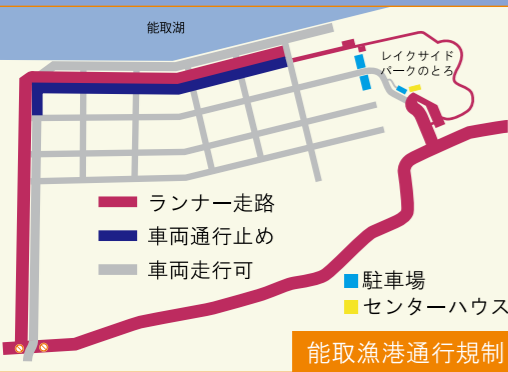 能取湖
レイクサイド
パークのとろ
ランナー走路
車両通行止め
車両走行可
駐車場
センターハウス
能取漁港通行規制